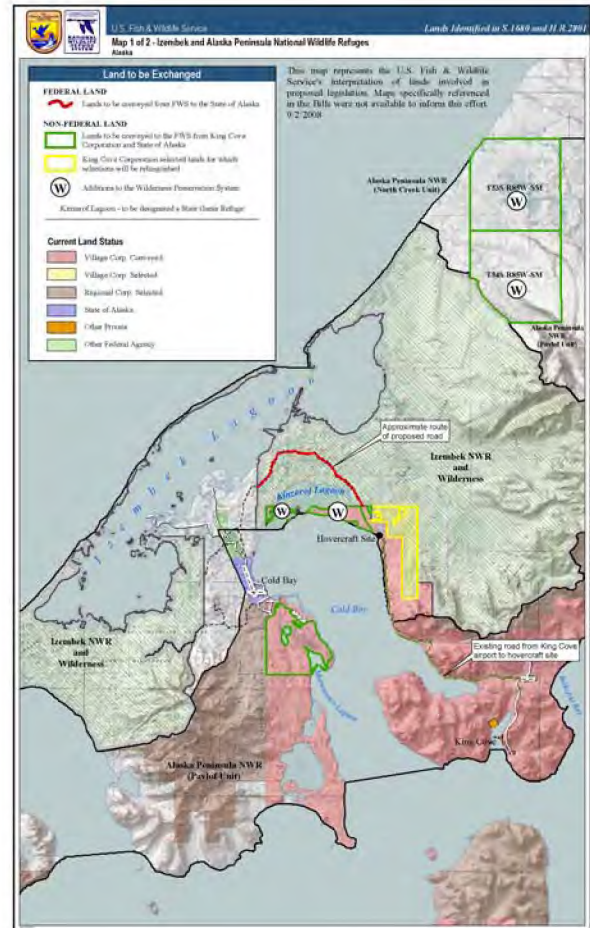 U.S. Fish & Wildlife Service
Lands Identified in S.1680 and H.R.2801
Map 1 of 2 - Izembek and Alaska Peninsula National Wildlife Refuges
Alaska
Land to be Exchanged
FEDERAL LAND
Lands to be conveyed from FWS to the State of Alaska
NON-FEDERAL LAND
Lands to be conveyed to the FWS from King Cove
Corporation and State of Alaska
King Cove Corporation selected lands for which
selections will be relinquished
W
Additions to the Wilderness Preservation System
Kinzarof Lagoon - to be designated a State Game Refuge
Current Land Status
Village Corp. Conveyed
Village Corp. Selected
Regional Corp. Selected
State of Alaska
Other Private
Other Federal Agency
This map represents the U.S. Fish & Wildlife
Service's interpretation of lands involved in
proposed legislation. Maps specifically referenced
in the Bills were not available to inform this effort.
9/2/2008
Alaska Peninsula NWR
(North Creek Unit)
T53S-R85W-SM
W
T54S-R85W-SM
W
Alaska Peninsula
NWR
(Pavlof Unit)
Izembek Lagoon
Approximate route
of proposed road
Izembek NWR
and
Wilderness
Kinzarof Lagoon
W
W
Hovercraft Site
Cold Bay
Cold Bay
Izembek NWR
and
Wilderness
Existing road from King Cove
airport to hovercraft site
Lagoon
King Cove
Alaska Peninsula NWR
(Pavlof Unit)